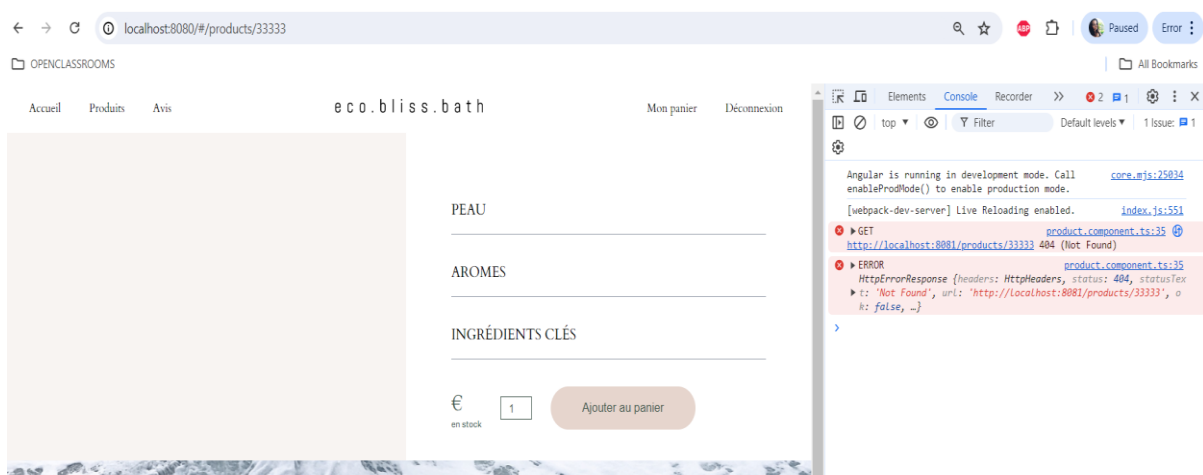 localhost:8080/#/products/33333
ABP
Paused
Error
OPENCLASSROOMS
All Bookmarks
Accueil
Produits
Avis
eco.bliss.bath
Mon panier
Déconnexion
PEAU
AROMES
INGRÉDIENTS CLÉS
€
en stock
1
Ajouter au panier
Elements
Console
Recorder
2
1
top
Filter
Default levels
1 Issue:
1
Angular is running in development mode. Call core.mjs:25034
enableProdMode() to enable production mode.
[webpack-dev-server] Live Reloading enabled. index.js:551
GET product.component.ts:35
http://localhost:8081/products/33333 404 (Not Found)
ERROR product.component.ts:35
HttpErrorResponse {headers: HttpHeaders, status: 404, statusTex
t: 'Not Found', url: 'http://localhost:8081/products/33333', o
k: false, …}